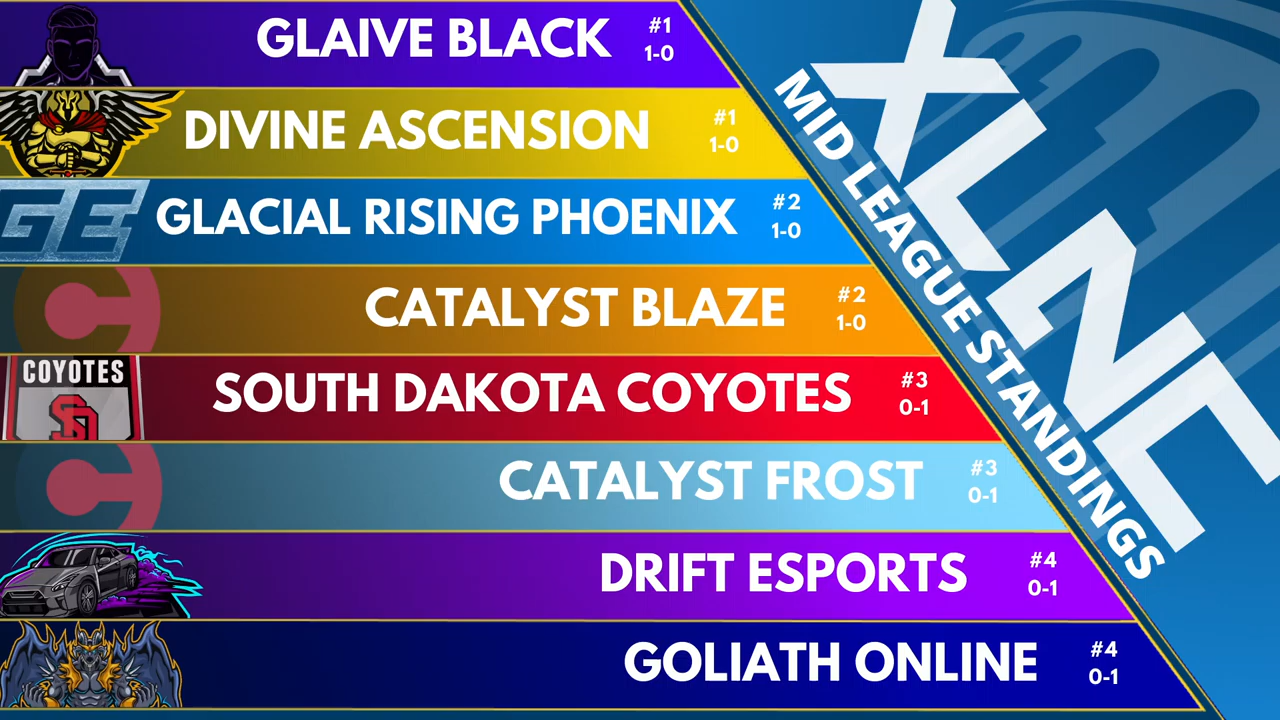 GLAIVE BLACK
#1
1-0
DIVINE ASCENSION
#1
1-0
GE
GLACIAL RISING PHOENIX
#2
1-0
C
CATALYST BLAZE
#2
1-0
COYOTES
SD
SOUTH DAKOTA COYOTES
#3
0-1
C
CATALYST FROST
#3
0-1
DRIFT ESPORTS
#4
0-1
GOLIATH ONLINE
#4
0-1
XLNC
MID LEAGUE STANDINGS